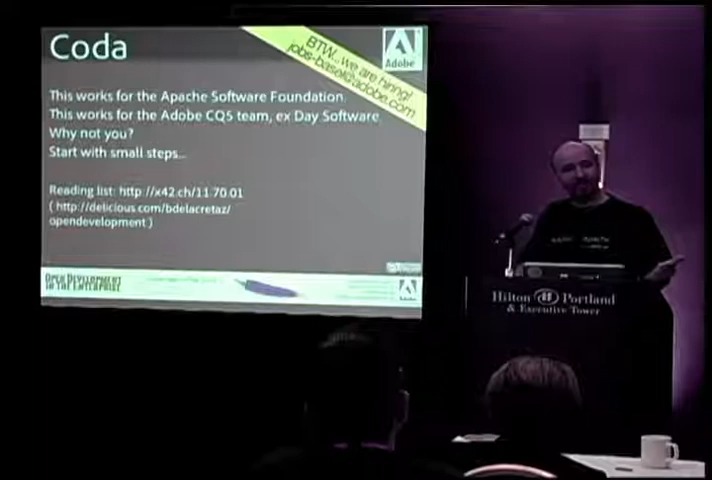 Coda
BTW...we are hiring!
jobs-basel@adobe.com
Adobe
This works for the Apache Software Foundation.
This works for the Adobe CQ5 team, ex Day Software.
Why not you?
Start with small steps...
Reading list: http://x42.ch/11.70.01
( http://delicious.com/bdelacretaz/
opendevelopment )
OPEN DEVELOPMENT
IN THE ENTERPRISE
Hilton Portland
& Executive Tower